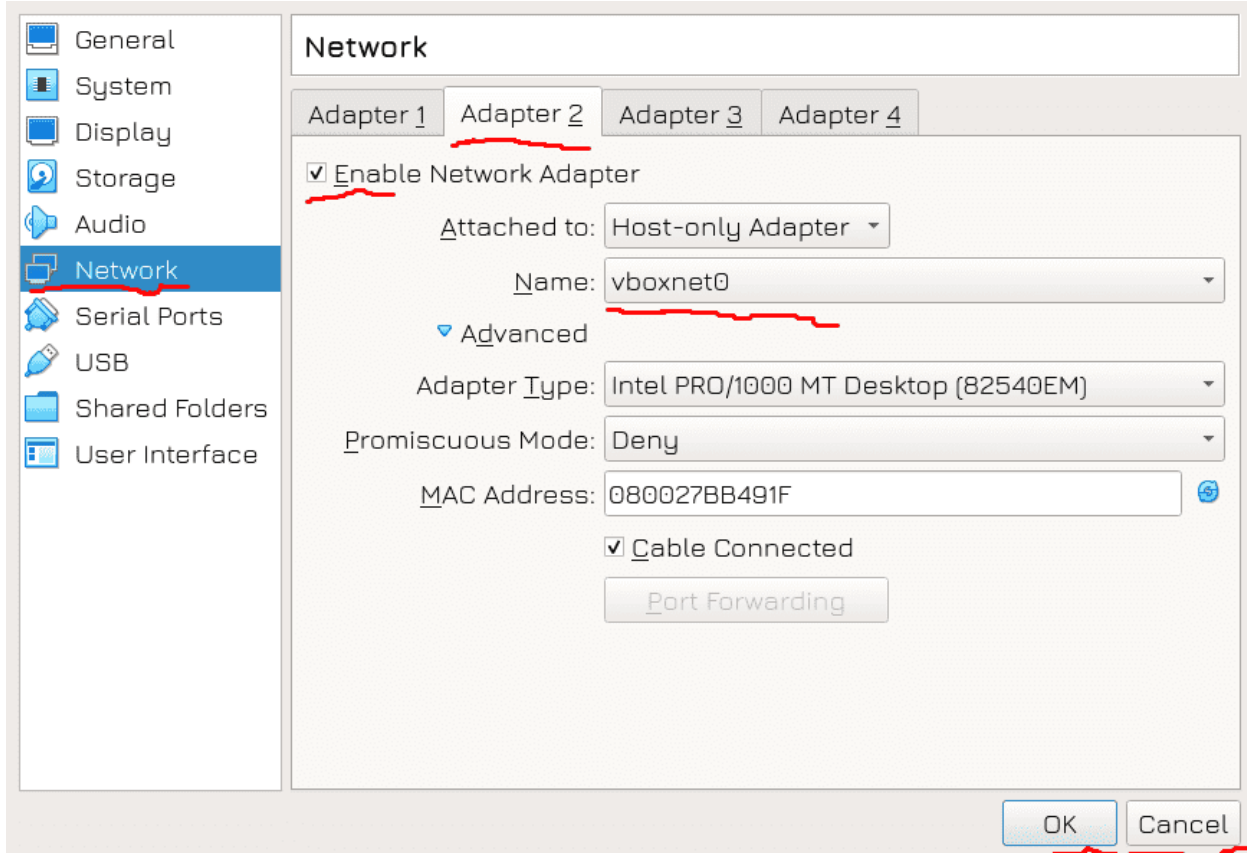 General
System
Display
Storage
Audio
Network
Serial Ports
USB
Shared Folders
User Interface
Network
Adapter 1
Adapter 2
Adapter 3
Adapter 4
Enable Network Adapter
Attached to: Host-only Adapter
Name: vboxnet0
Advanced
Adapter Type: Intel PRO/1000 MT Desktop (82540EM)
Promiscuous Mode: Deny
MAC Address: 080027BB491F
Cable Connected
Port Forwarding
OK
Cancel